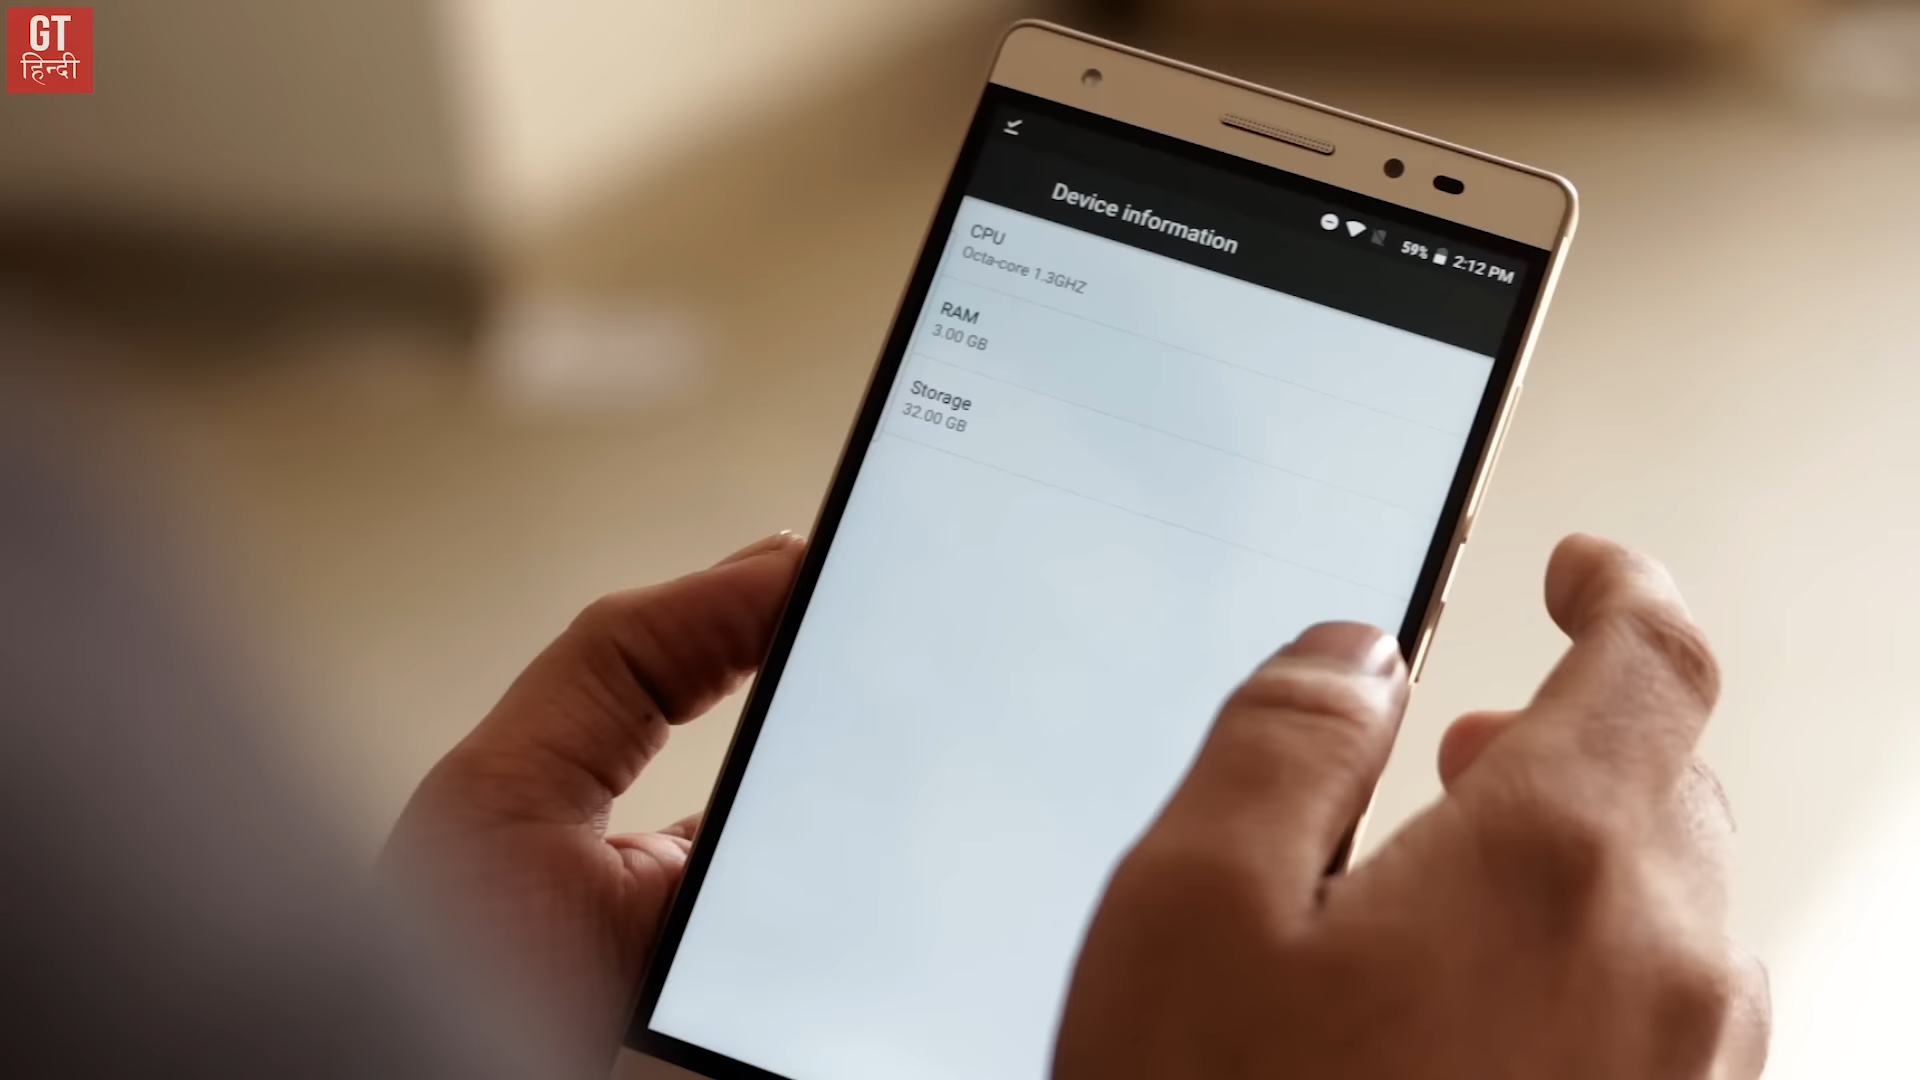 GT
हिन्दी
59% 2:12 PM
Device information
CPU
Octa-core 1.3GHZ
RAM
3.00 GB
Storage
32.00 GB